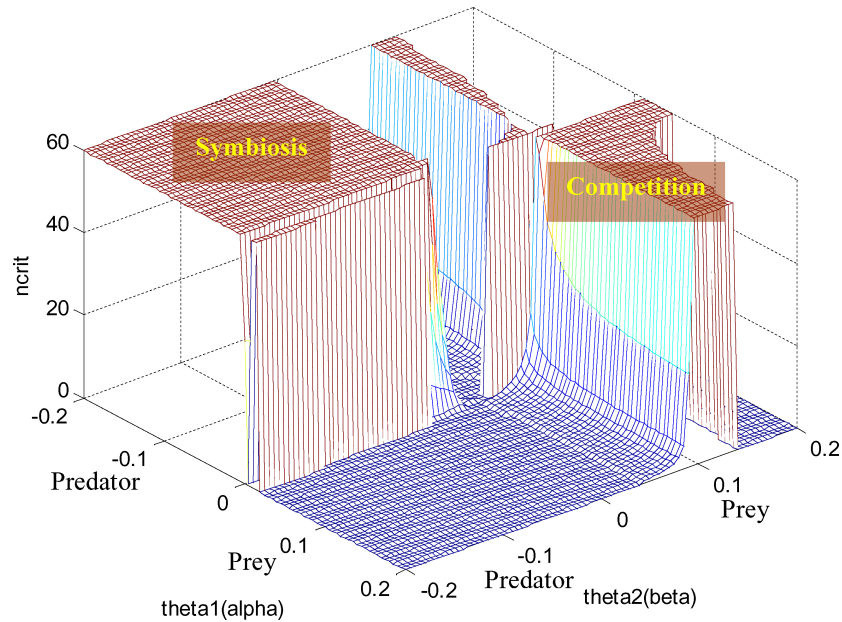 Symbiosis
Competition
60
40
20
0
ncrit
-0.2
-0.1
0
0.1
0.2
Predator
Prey
theta1(alpha)
-0.2
-0.1
0
0.1
0.2
Predator
Prey
theta2(beta)